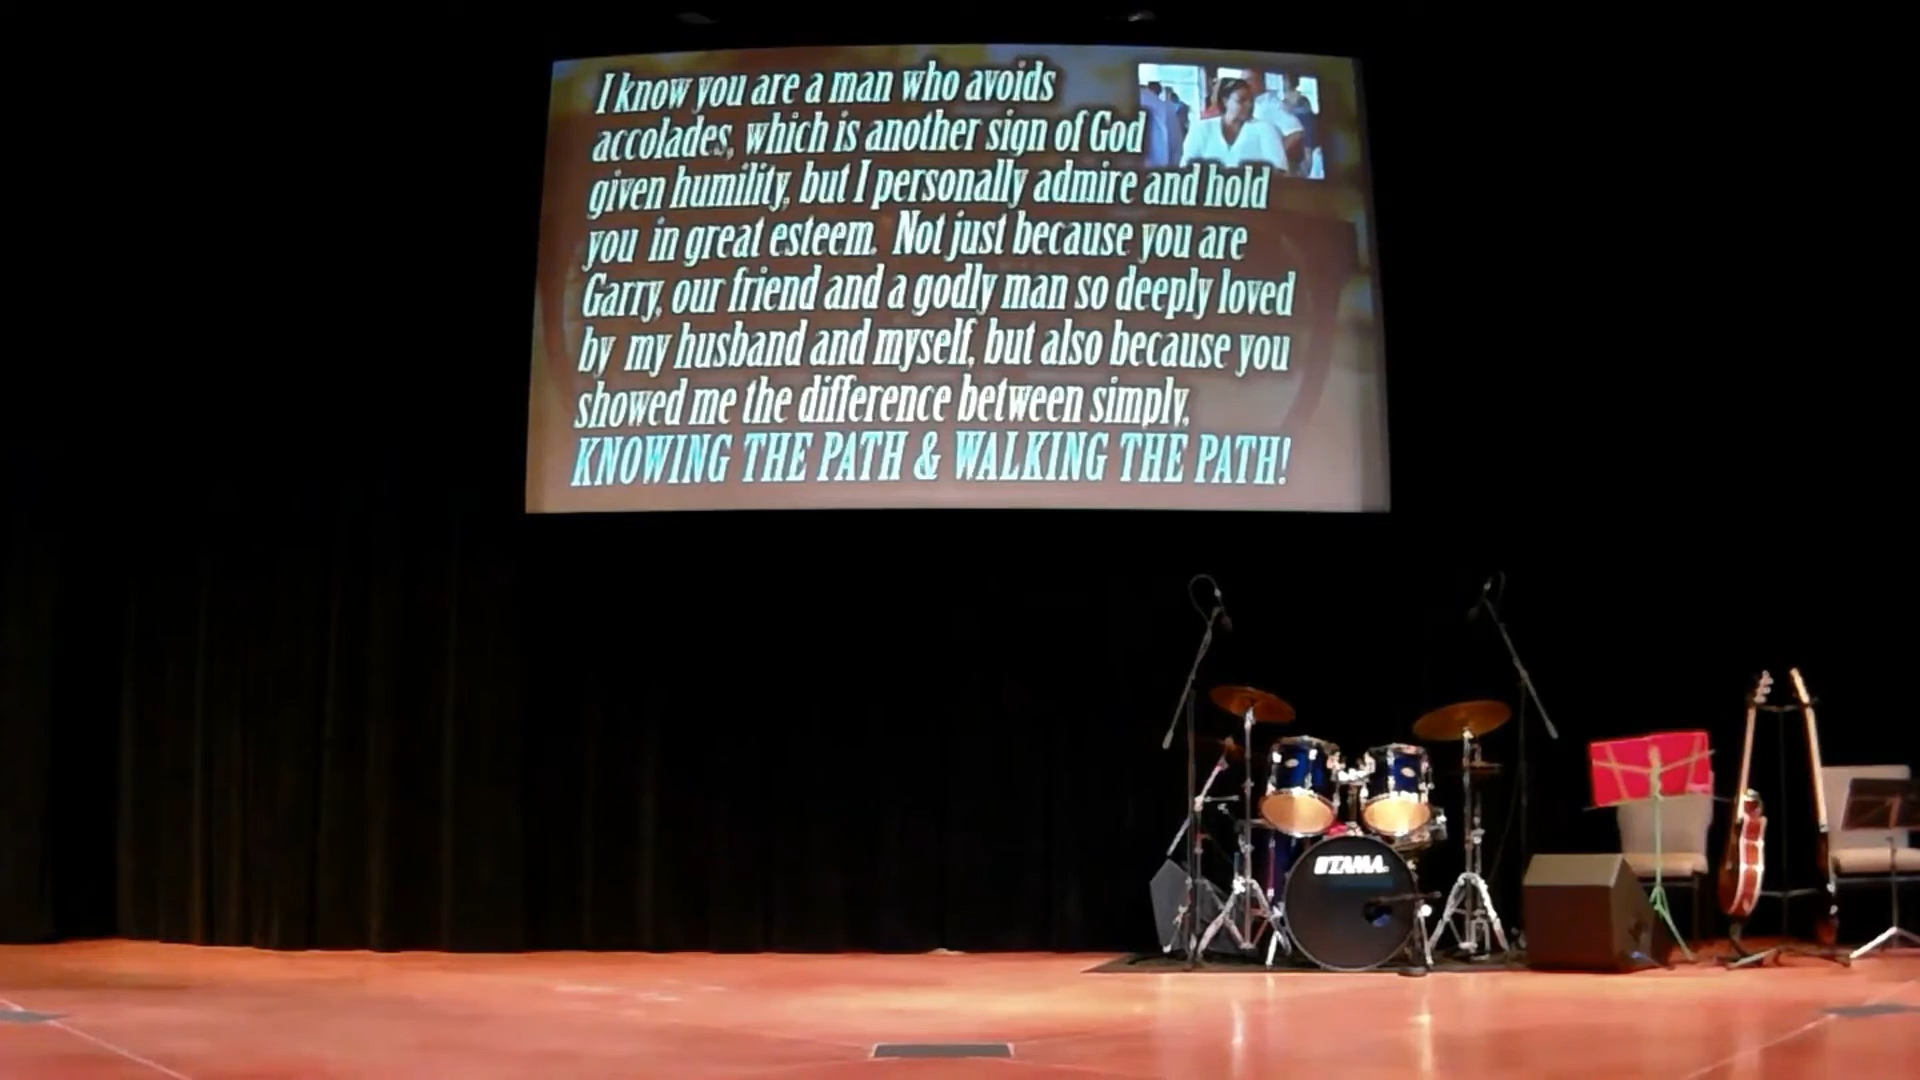 I know you are a man who avoids
accolades, which is another sign of God
given humility, but I personally admire and hold
you in great esteem. Not just because you are
Garry, our friend and a godly man so deeply loved
by my husband and myself, but also because you
showed me the difference between simply,
KNOWING THE PATH & WALKING THE PATH!
TAMA